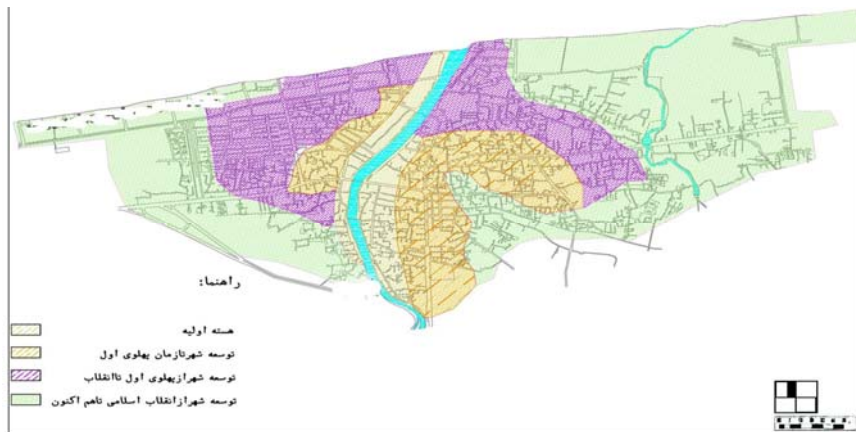 راهنما:
هسته اولیه
توسعه شهرتازمان پهلوی اول
توسعه شهرازپهلوی اول تاانقلاب
توسعه شهرازانقلاب اسلامی تاهم اکنون